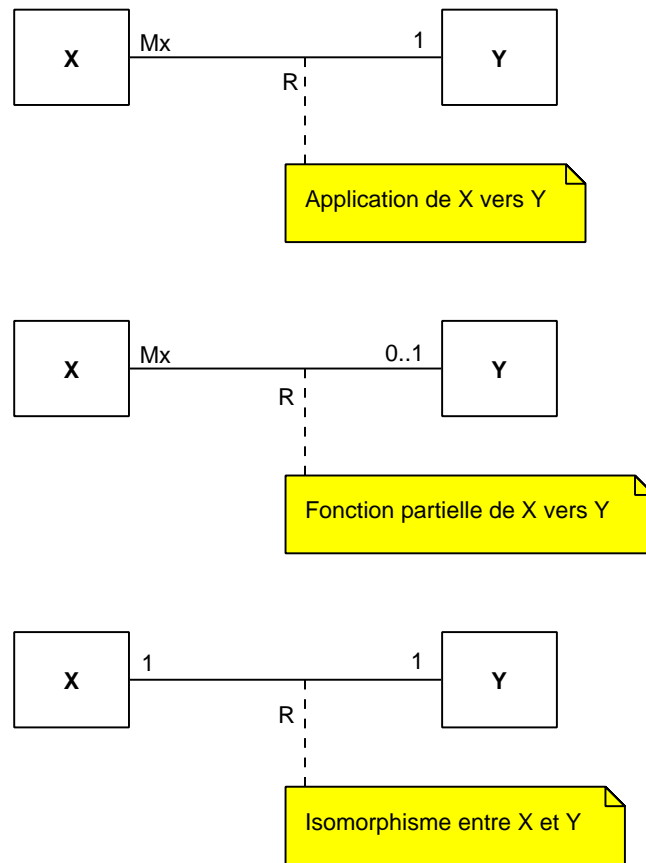 X Mx 1 Y
R
Application de X vers Y
X Mx 0..1 Y
R
Fonction partielle de X vers Y
X 1 1 Y
R
Isomorphisme entre X et Y